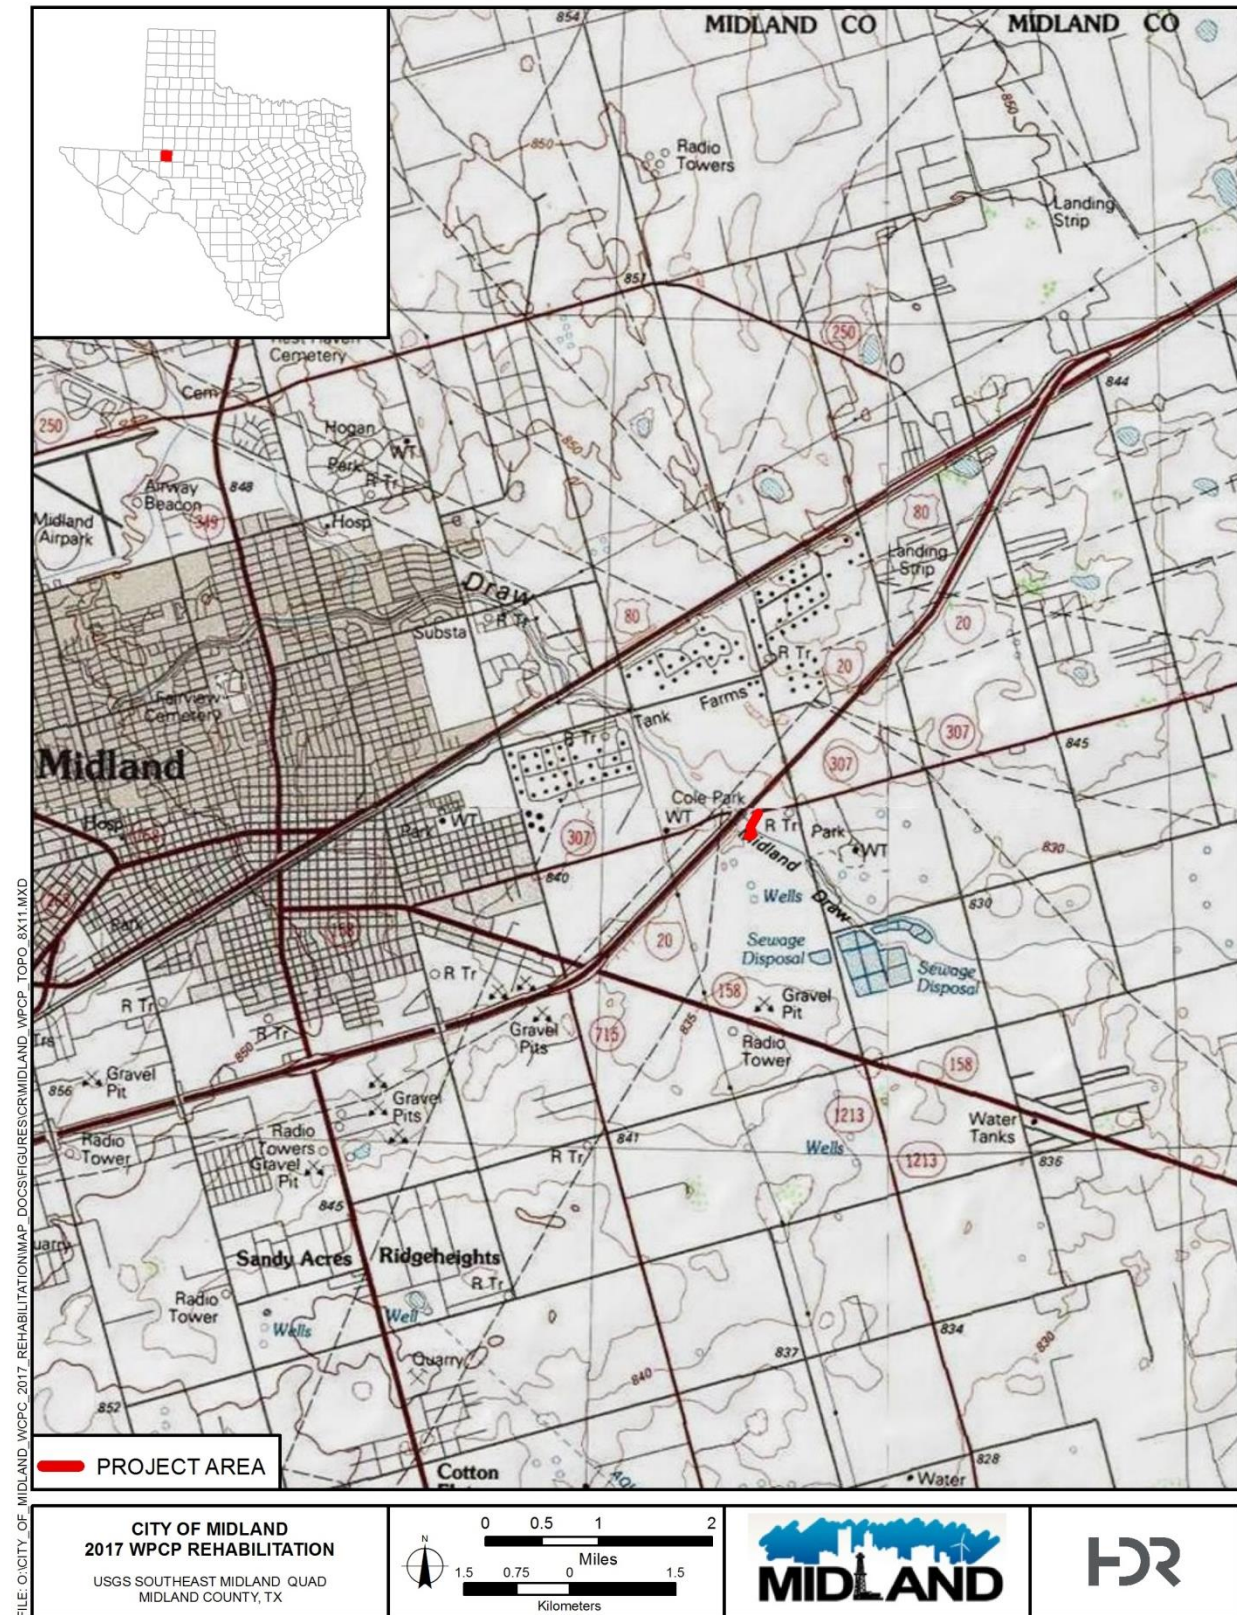 854
MIDLAND CO
MIDLAND CO
850
850
Radio
Towers
Landing
Strip
851
250
Cemetery
844
Cem
250
Hogan
Park
WT
R Tr
850
848
Airway
Beacon
349
Hosp
80
Midland
Airpark
Landing
Strip
Draw
R Tr
Substa
80
20
R Tr
20
Fairview
Cemetery
Farms
Tank
R Tr
307
845
307
Midland
Cole Park
Hosp
158
Park
WT
WT
R Tr
Park
WT
307
830
Midland
840
Wells
Draw
830
Park
158
20
Sewage
Disposal
Sewage
Disposal
R Tr
158
Gravel
Pit
R Tr
R Tr
Gravel
Pits
715
835
Radio
Tower
850
158
856
Gravel
Pit
Gravel
Pits
1213
Water
Tanks
Radio
Tower
Radio
Towers
841
Wells
R Tr
1213
836
Gravel
Pit
845
Sandy Acres
Ridgeheights
R Tr
Radio
Tower
Wells
Well
834
830
837
Quarry
840
852
828
Cotton
Water
PROJECT AREA
FILE: O:\CITY_OF_MIDLAND_WCPC_2017_REHABILITATION\MAP_DOCS\FIGURES\CR\MIDLAND_WPCP_TOPO_8X11.MXD
CITY OF MIDLAND
2017 WPCP REHABILITATION
USGS SOUTHEAST MIDLAND QUAD
MIDLAND COUNTY, TX
N
0 0.5 1 2
Miles
1.5 0.75 0 1.5
Kilometers
MIDLAND
HDR